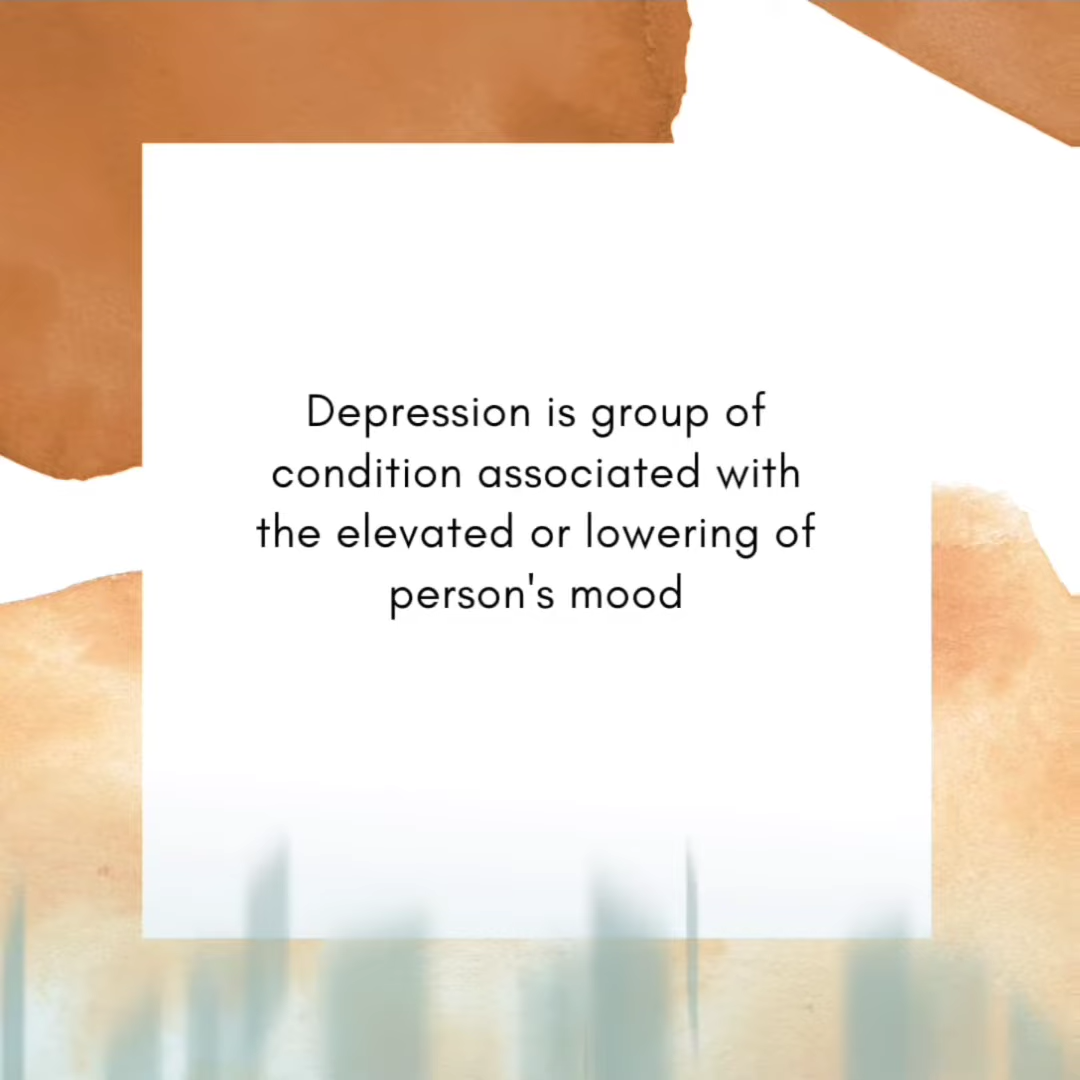 Depression is group of
condition associated with
the elevated or lowering of
person's mood